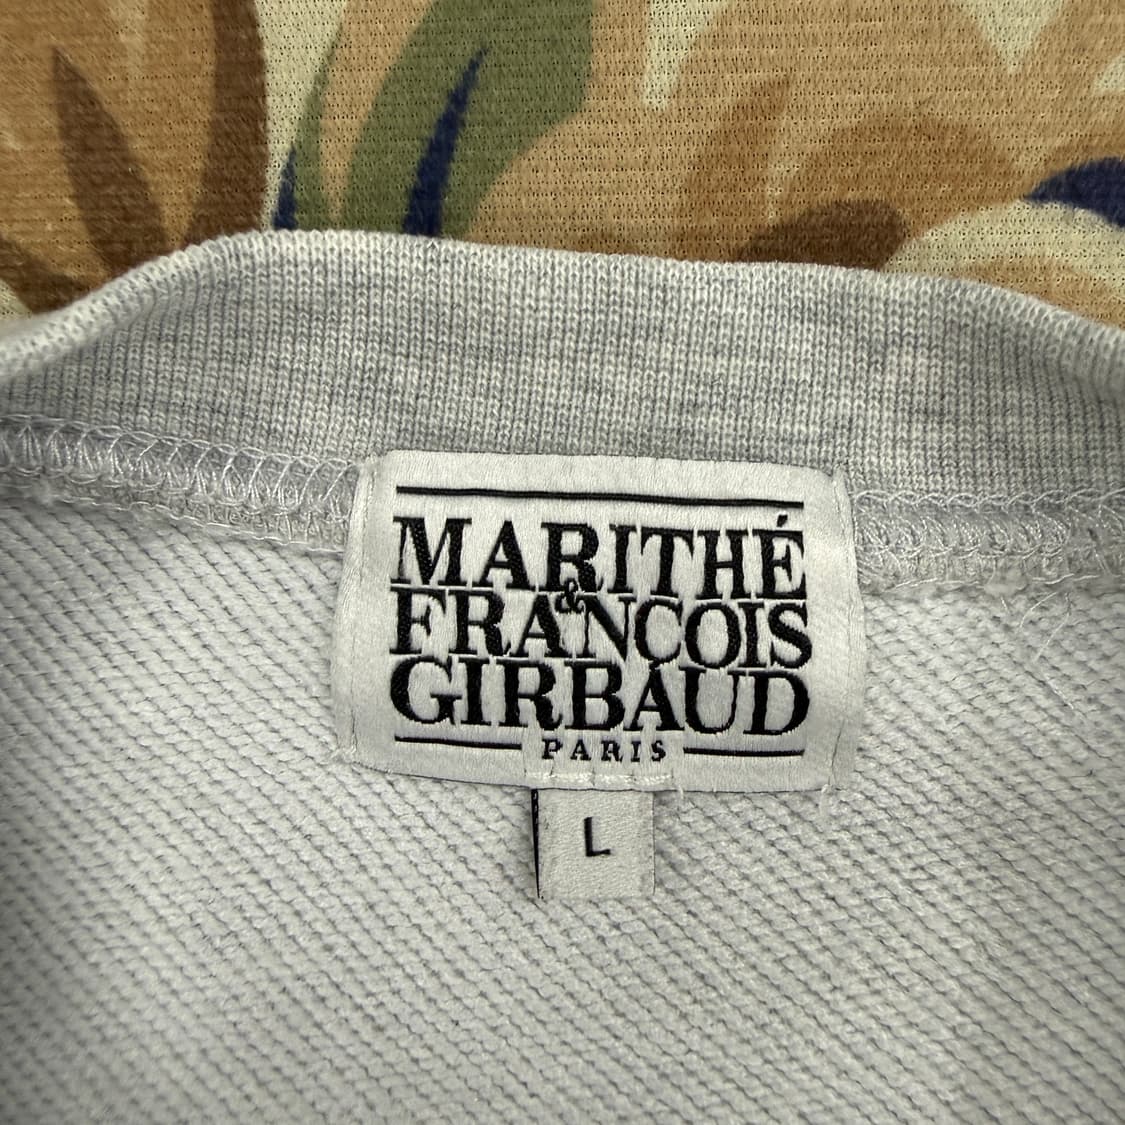 MARITHÉ
&
FRANCOIS
GIRBAUD
PARIS
L